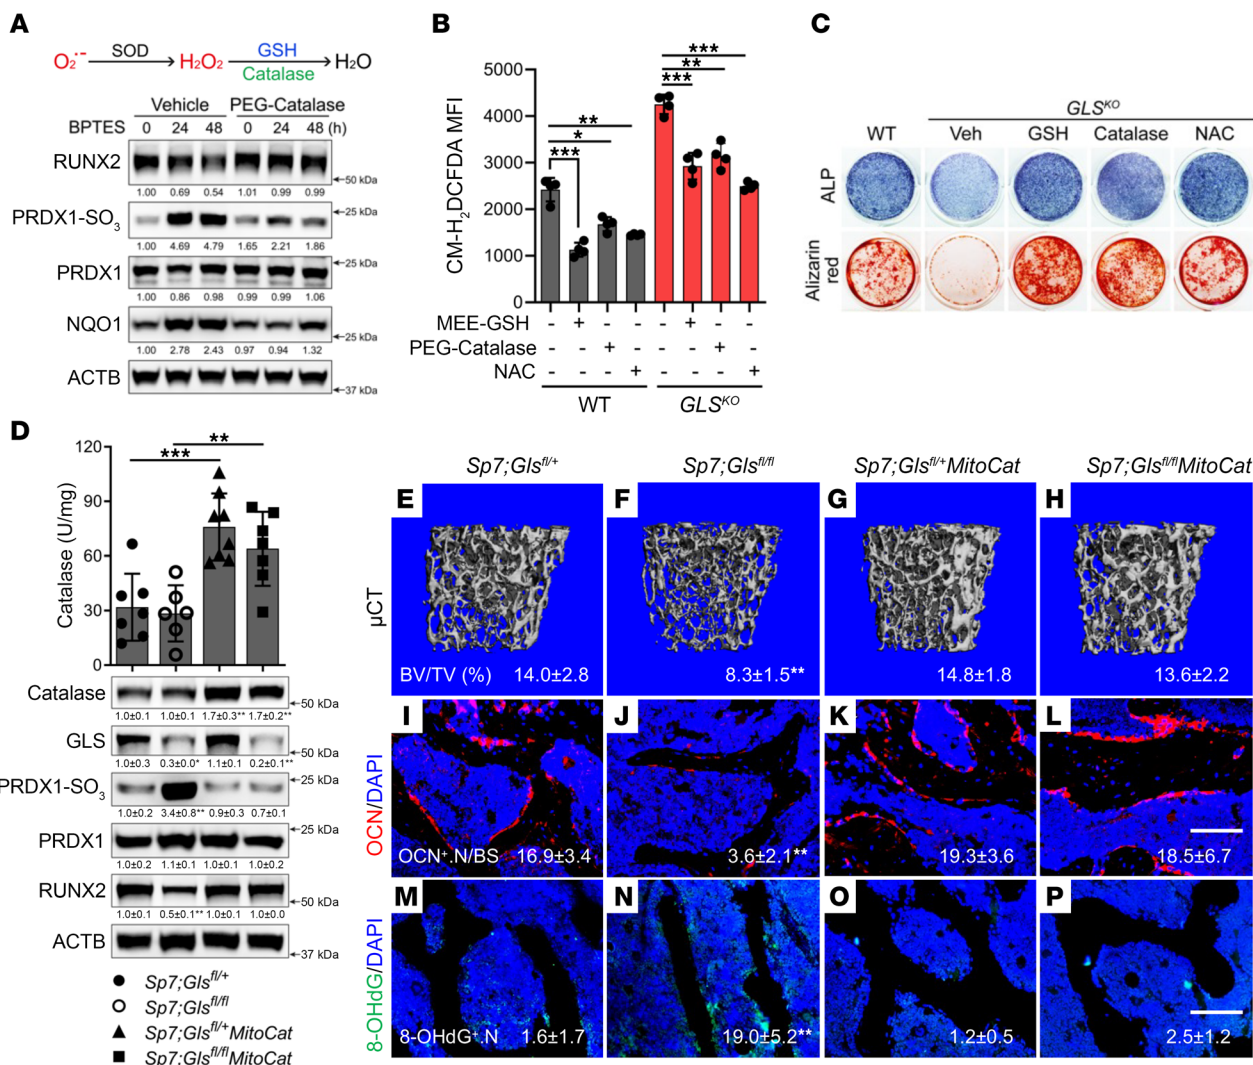 A
O₂•− SOD H₂O₂ GSH Catalase H₂O
Vehicle PEG-Catalase
BPTES 0 24 48 0 24 48 (h)
RUNX2
←50 kDa
1.00 0.69 0.54 1.01 0.99 0.99
PRDX1-SO₃
←25 kDa
1.00 4.69 4.79 1.65 2.21 1.86
PRDX1
←25 kDa
1.00 0.86 0.98 0.99 0.99 1.06
NQO1
←25 kDa
1.00 2.78 2.43 0.97 0.94 1.32
ACTB
←37 kDa
B
CM-H₂DCFDA MFI
5000
4000
3000
2000
1000
0
***
*
**
***
**
***
MEE-GSH - + - - - + - -
PEG-Catalase - - + - - - + -
NAC - - - + - - - +
WT GLSᴷᴼ
C
GLSᴷᴼ
WT Veh GSH Catalase NAC
ALP
Alizarin
red
D
Catalase (U/mg)
120
90
60
30
0
***
**
Catalase
←50 kDa
1.0±0.1 1.0±0.1 1.7±0.3** 1.7±0.2**
GLS
←50 kDa
1.0±0.3 0.3±0.0* 1.1±0.1 0.2±0.1**
PRDX1-SO₃
←25 kDa
1.0±0.2 3.4±0.8** 0.9±0.3 0.7±0.1
PRDX1
←25 kDa
1.0±0.2 1.1±0.1 1.0±0.1 1.0±0.2
RUNX2
←50 kDa
1.0±0.1 0.5±0.1** 1.0±0.1 1.0±0.0
ACTB
←37 kDa
● Sp7;Glsfl/+
○ Sp7;Glsfl/fl
▲ Sp7;Glsfl/+MitoCat
■ Sp7;Glsfl/flMitoCat
Sp7;Glsfl/+ Sp7;Glsfl/fl Sp7;Glsfl/+MitoCat Sp7;Glsfl/flMitoCat
E F G H
µCT
BV/TV (%) 14.0±2.8 8.3±1.5** 14.8±1.8 13.6±2.2
I J K L
OCN/DAPI
OCN⁺.N/BS 16.9±3.4 3.6±2.1** 19.3±3.6 18.5±6.7
M N O P
8-OHdG/DAPI
8-OHdG⁺.N 1.6±1.7 19.0±5.2** 1.2±0.5 2.5±1.2